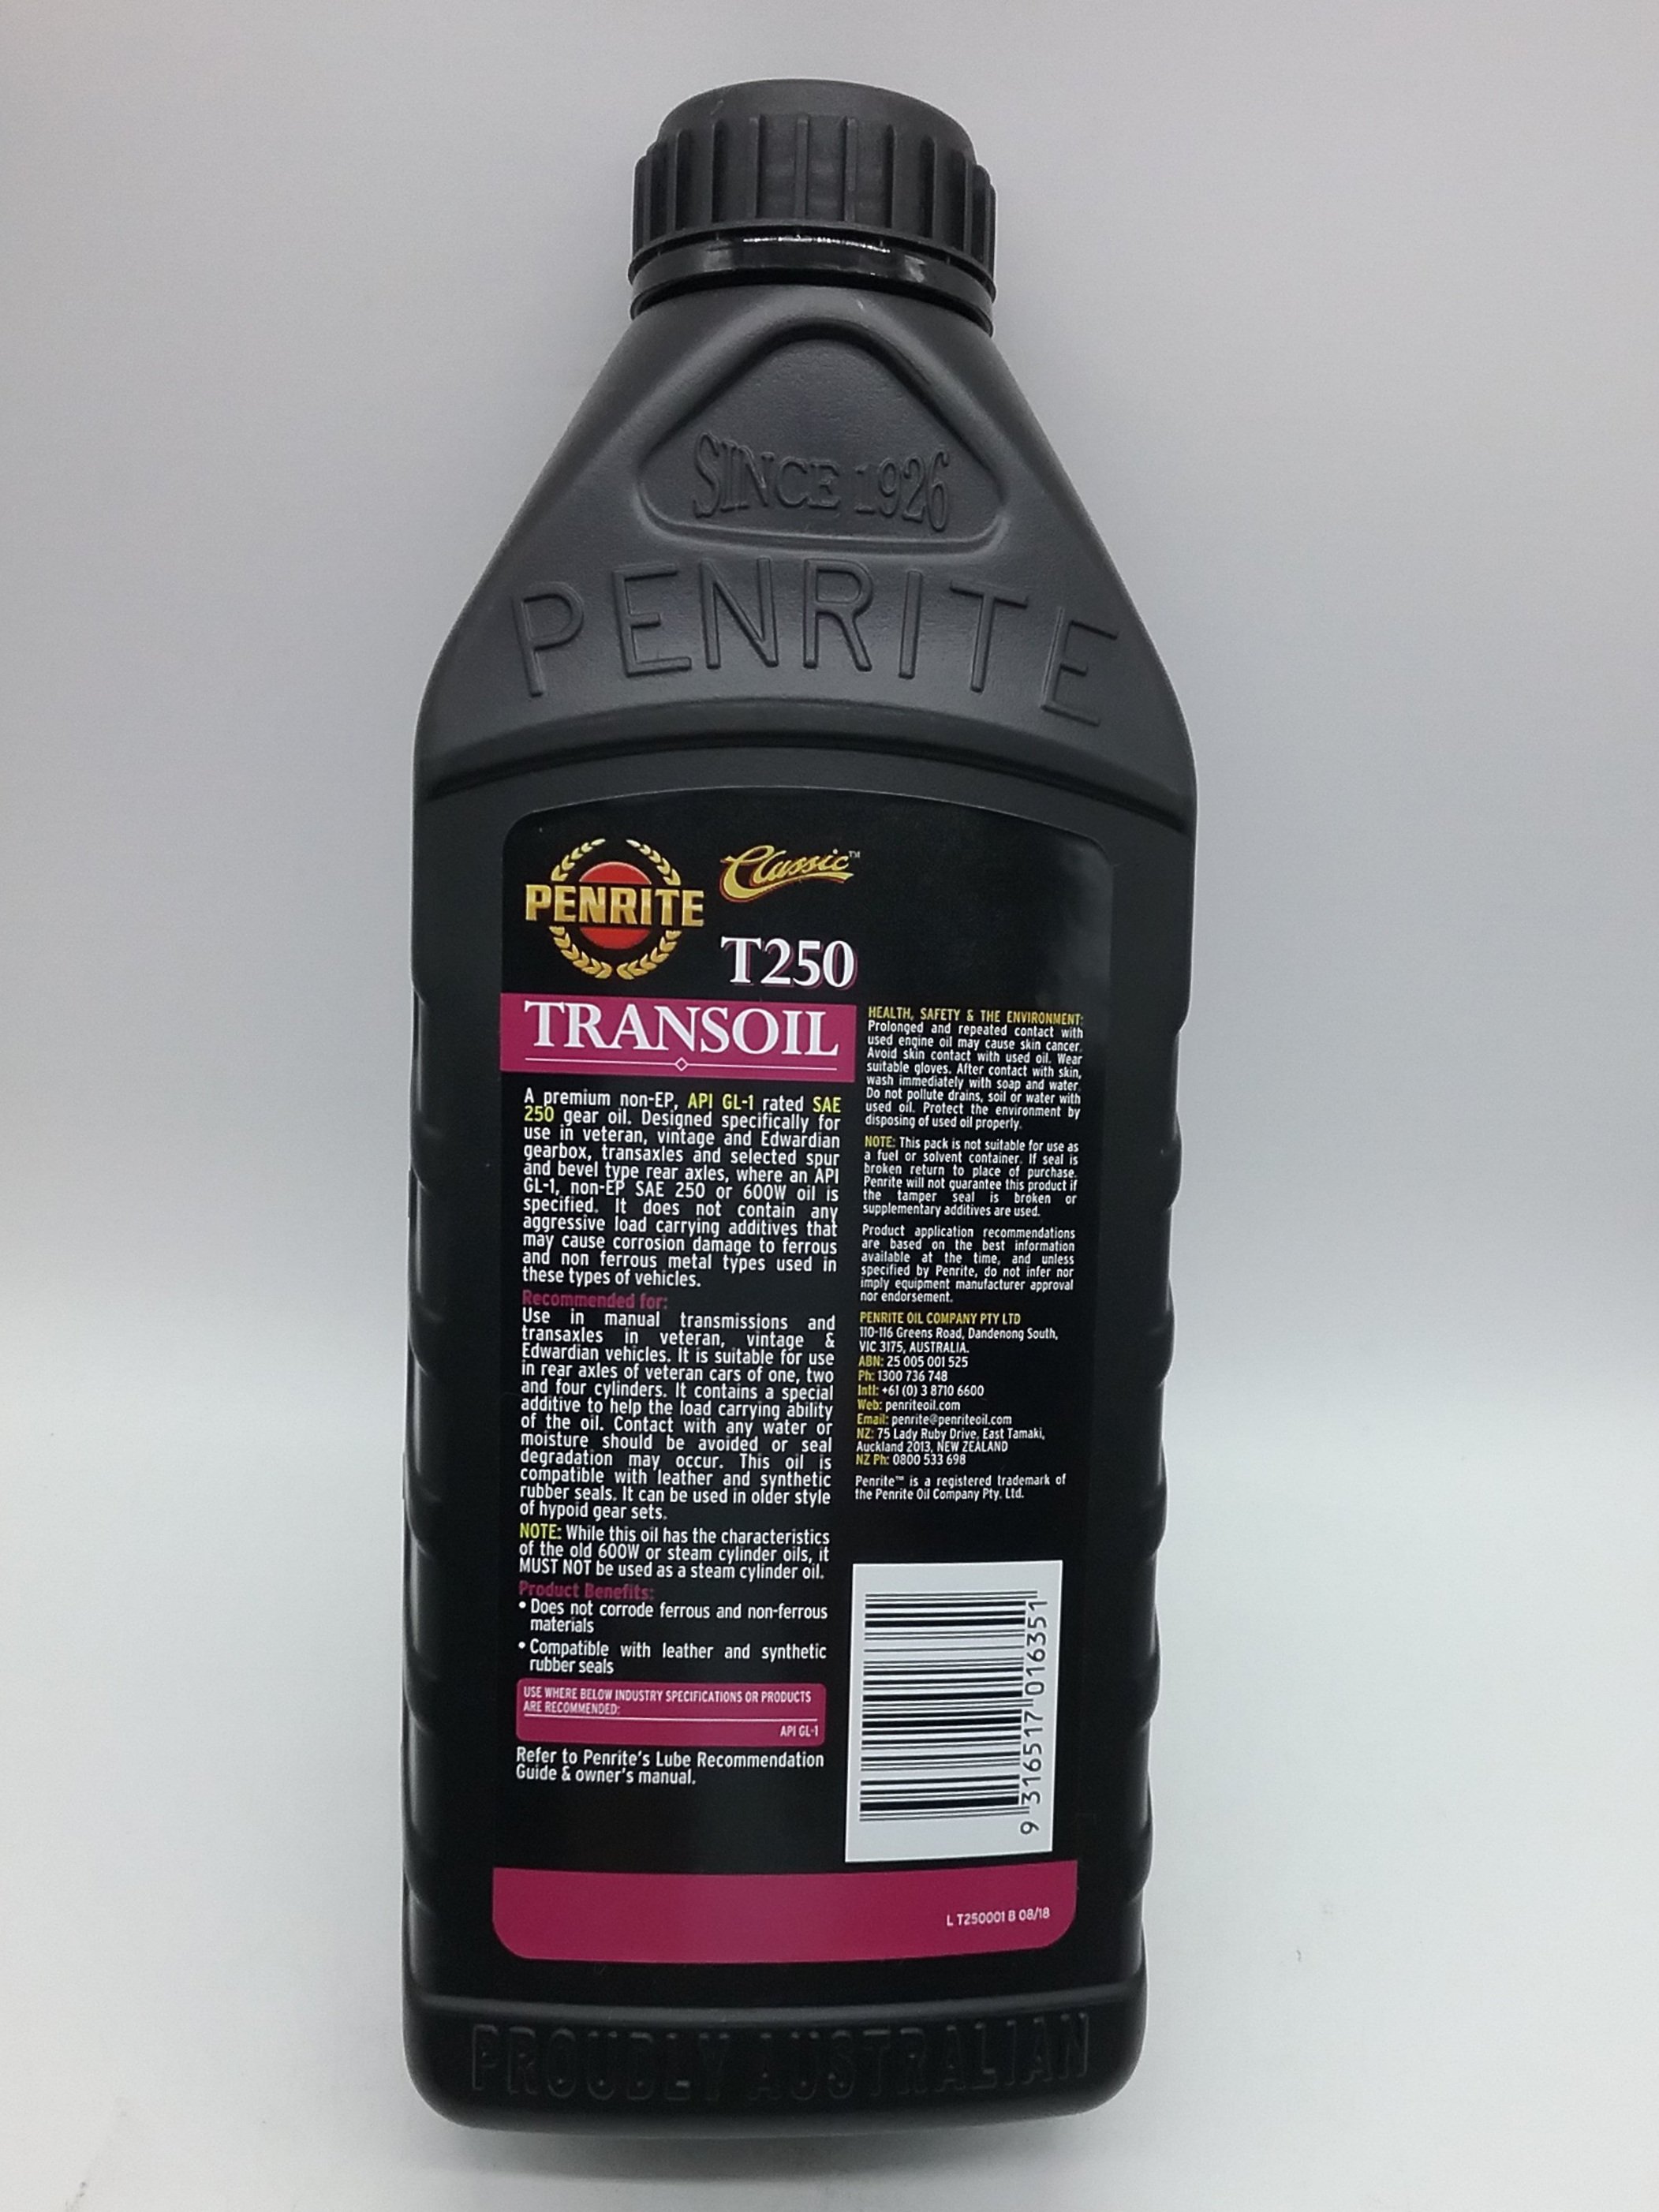 SINCE 1926
PENRITE
PENRITE
Classic™
T250
TRANSOIL
A premium non-EP, API GL-1 rated SAE
250 gear oil. Designed specifically for
use in veteran, vintage and Edwardian
gearbox, transaxles and selected spur
and bevel type rear axles, where an API
GL-1, non-EP SAE 250 or 600W oil is
specified. It does not contain any
aggressive load carrying additives that
may cause corrosion damage to ferrous
and non ferrous metal types used in
these types of vehicles.
Recommended for:
Use in manual transmissions and
transaxles in veteran, vintage &
Edwardian vehicles. It is suitable for use
in rear axles of veteran cars of one, two
and four cylinders. It contains a special
additive to help the load carrying ability
of the oil. Contact with any water or
moisture should be avoided or seal
degradation may occur. This oil is
compatible with leather and synthetic
rubber seals. It can be used in older style
of hypoid gear sets.
NOTE: While this oil has the characteristics
of the old 600W or steam cylinder oils, it
MUST NOT be used as a steam cylinder oil.
Product Benefits:
• Does not corrode ferrous and non-ferrous
materials
• Compatible with leather and synthetic
rubber seals
USE WHERE BELOW INDUSTRY SPECIFICATIONS OR PRODUCTS
ARE RECOMMENDED:
API GL-1
Refer to Penrite's Lube Recommendation
Guide & owner's manual.
HEALTH, SAFETY & THE ENVIRONMENT:
Prolonged and repeated contact with
used engine oil may cause skin cancer.
Avoid skin contact with used oil. Wear
suitable gloves. After contact with skin,
wash immediately with soap and water.
Do not pollute drains, soil or water with
used oil. Protect the environment by
disposing of used oil properly.
NOTE: This pack is not suitable for use as
a fuel or solvent container. If seal is
broken return to place of purchase.
Penrite will not guarantee this product if
the tamper seal is broken or
supplementary additives are used.
Product application recommendations
are based on the best information
available at the time, and unless
specified by Penrite, do not infer nor
imply equipment manufacturer approval
nor endorsement.
PENRITE OIL COMPANY PTY LTD
110-116 Greens Road, Dandenong South,
VIC 3175, AUSTRALIA.
ABN: 25 005 001 525
Ph: 1300 736 748
Intl: +61 (0) 3 8710 6600
Web: penriteoil.com
Email: penrite@penriteoil.com
NZ: 75 Lady Ruby Drive, East Tamaki,
Auckland 2013, NEW ZEALAND
NZ Ph: 0800 533 698
Penrite™ is a registered trademark of
the Penrite Oil Company Pty. Ltd.
9 316517 016351
L T250001 B 08/18
PROUDLY AUSTRALIAN